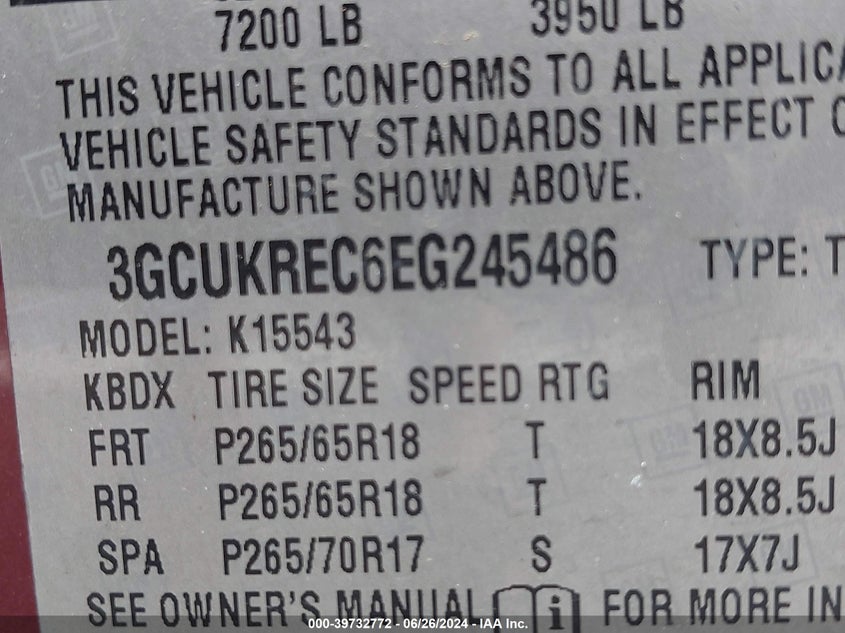 7200 LB 3950 LB
THIS VEHICLE CONFORMS TO ALL
VEHICLE SAFETY STANDARDS IN EFFECT
MANUFACTURE SHOWN ABOVE.
3GCUKREC6EG245486 TYPE: T
MODEL: K15543
KBDX TIRE SIZE SPEED RTG RIM
FRT P265/65R18 T 18X8.5J
RR P265/65R18 T 18X8.5J
SPA P265/70R17 S 17X7J
SEE OWNER'S MANUAL i FOR MORE IN
000-39732772 - 06/26/2024 - IAA Inc.